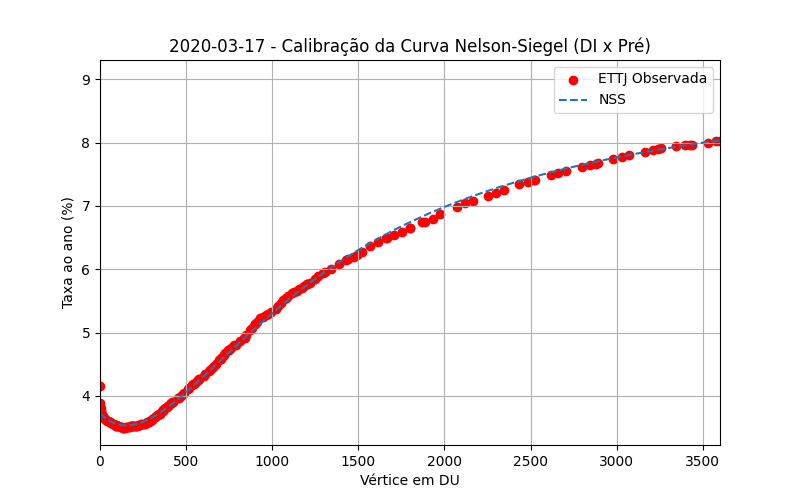 2020-03-17 - Calibração da Curva Nelson-Siegel (DI x Pré)
ETTJ Observada
NSS
Taxa ao ano (%)
9
8
7
6
5
4
0 500 1000 1500 2000 2500 3000 3500
Vértice em DU